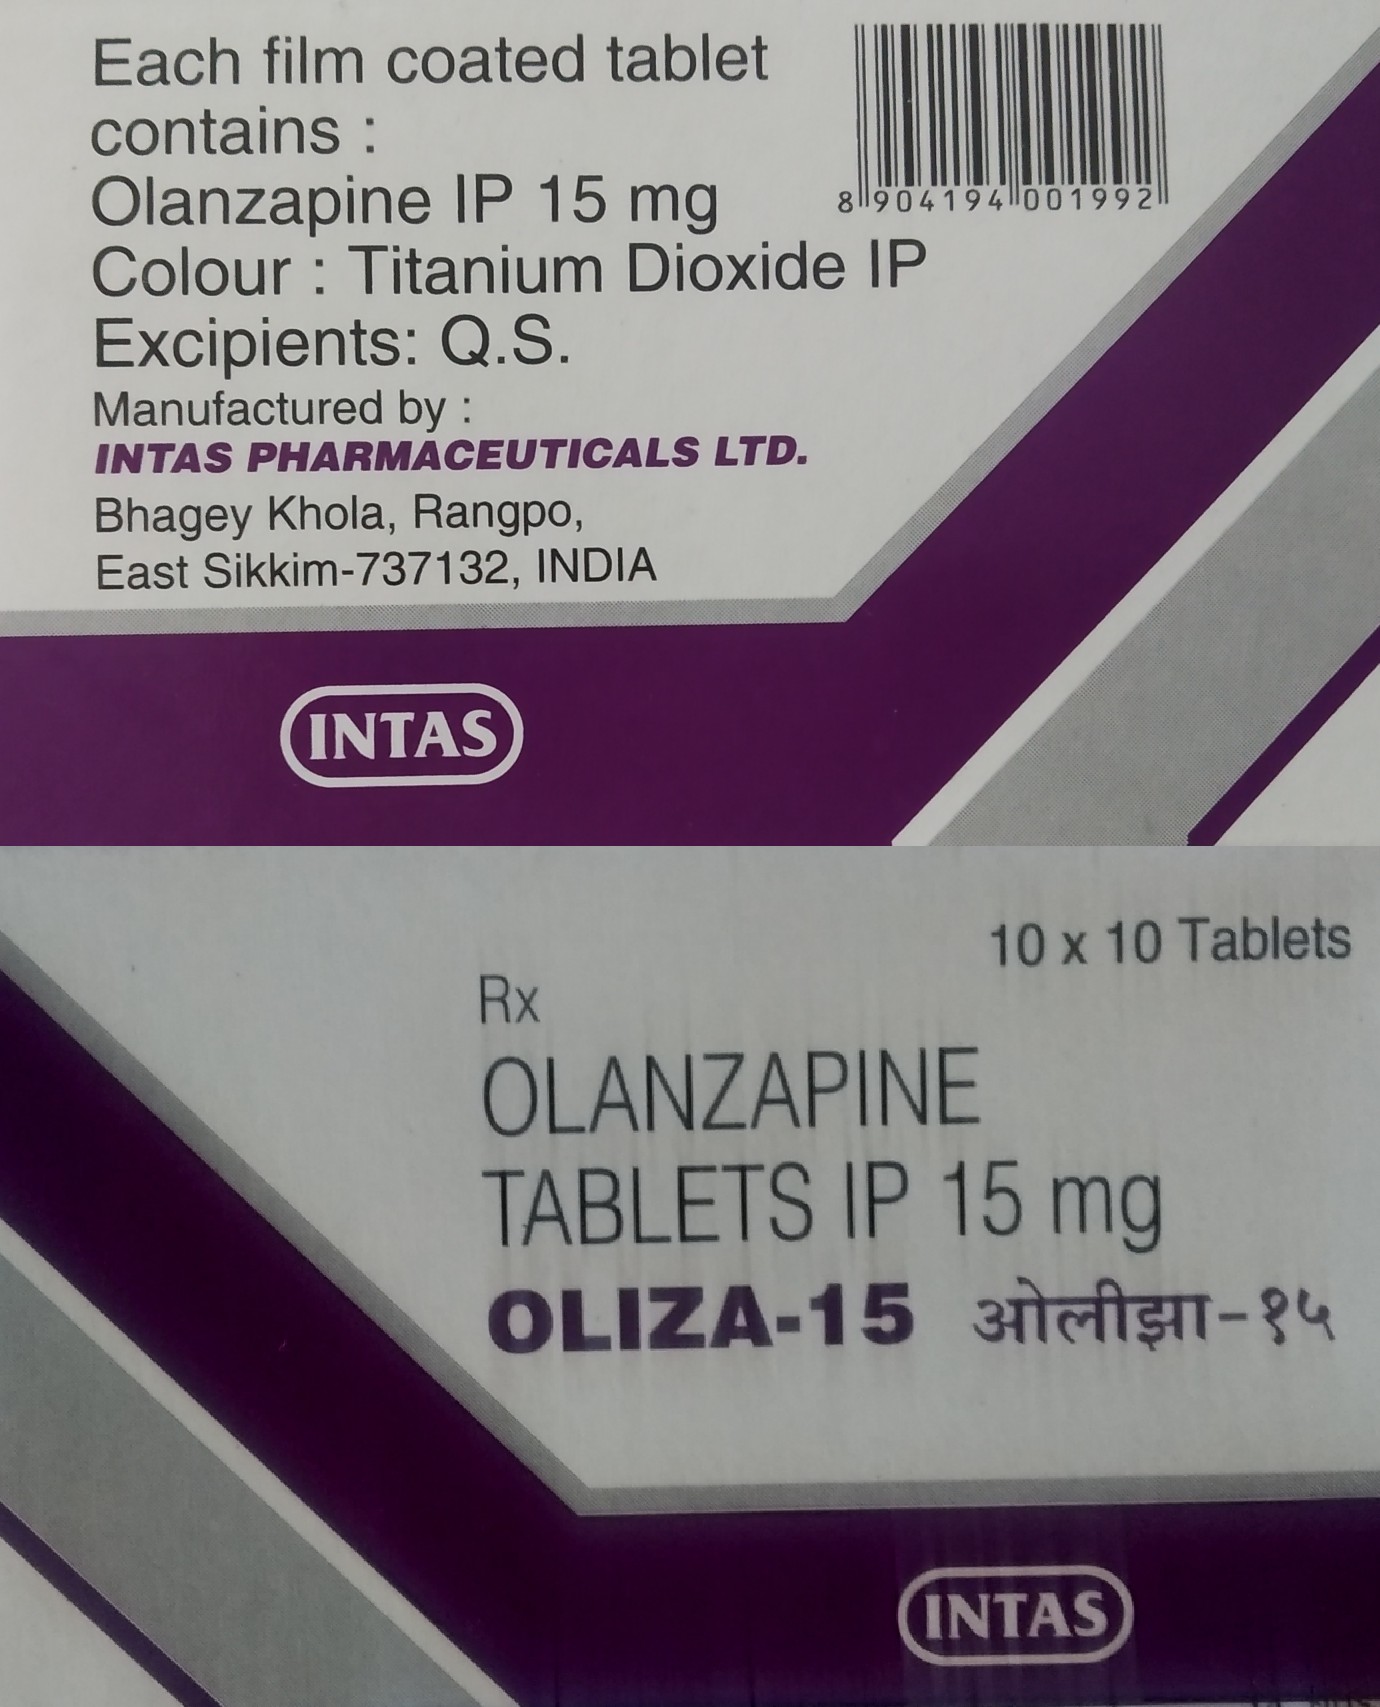 Each film coated tablet
contains :
Olanzapine IP 15 mg
Colour : Titanium Dioxide IP
Excipients: Q.S.
Manufactured by :
INTAS PHARMACEUTICALS LTD.
Bhagey Khola, Rangpo,
East Sikkim-737132, INDIA
8 904194 001992
INTAS
10 x 10 Tablets
Rx
OLANZAPINE
TABLETS IP 15 mg
OLIZA-15 ओलीझा-१५
INTAS